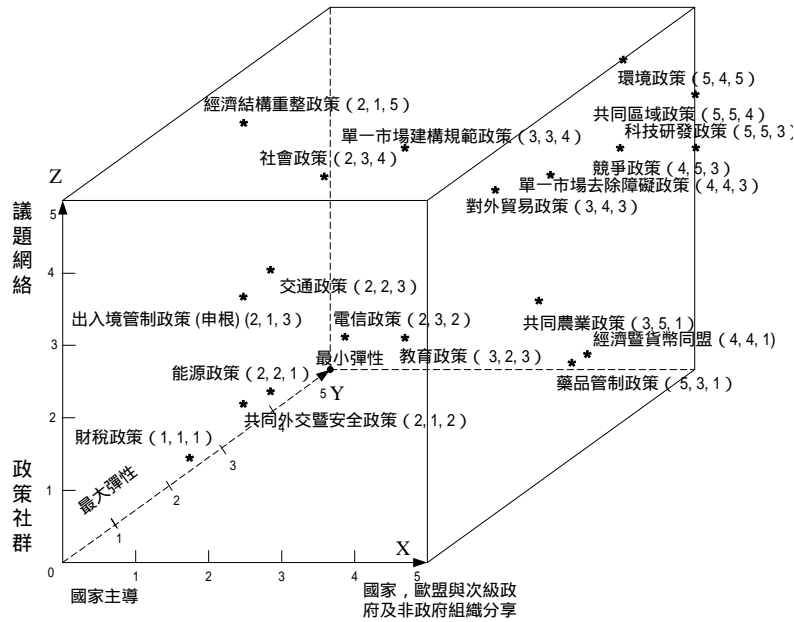 環境政策 ( 5, 4, 5 )
經濟結構重整政策 ( 2, 1, 5 )
共同區域政策 ( 5, 5, 4 )
單一市場建構規範政策 ( 3, 3, 4 )
科技研發政策 ( 5, 5, 3 )
社會政策 ( 2, 3, 4 )
競爭政策 ( 4, 5, 3 )
單一市場去除障礙政策 ( 4, 4, 3 )
對外貿易政策 ( 3, 4, 3 )
Z
5
議題網絡
4
交通政策 ( 2, 2, 3 )
出入境管制政策 (申根) ( 2, 1, 3 )
電信政策 ( 2, 3, 2 )
共同農業政策 ( 3, 5, 1 )
經濟暨貨幣同盟 ( 4, 4, 1 )
3
最小彈性
教育政策 ( 3, 2, 3 )
能源政策 ( 2, 2, 1 )
藥品管制政策 ( 5, 3, 1 )
5
Y
2
4
共同外交暨安全政策 ( 2, 1, 2 )
財稅政策 ( 1, 1, 1 )
3
政策社群
最大彈性
2
1
1
X
0
1
2
3
4
5
國家主導
國家 , 歐盟與次級政
府及非政府組織分享